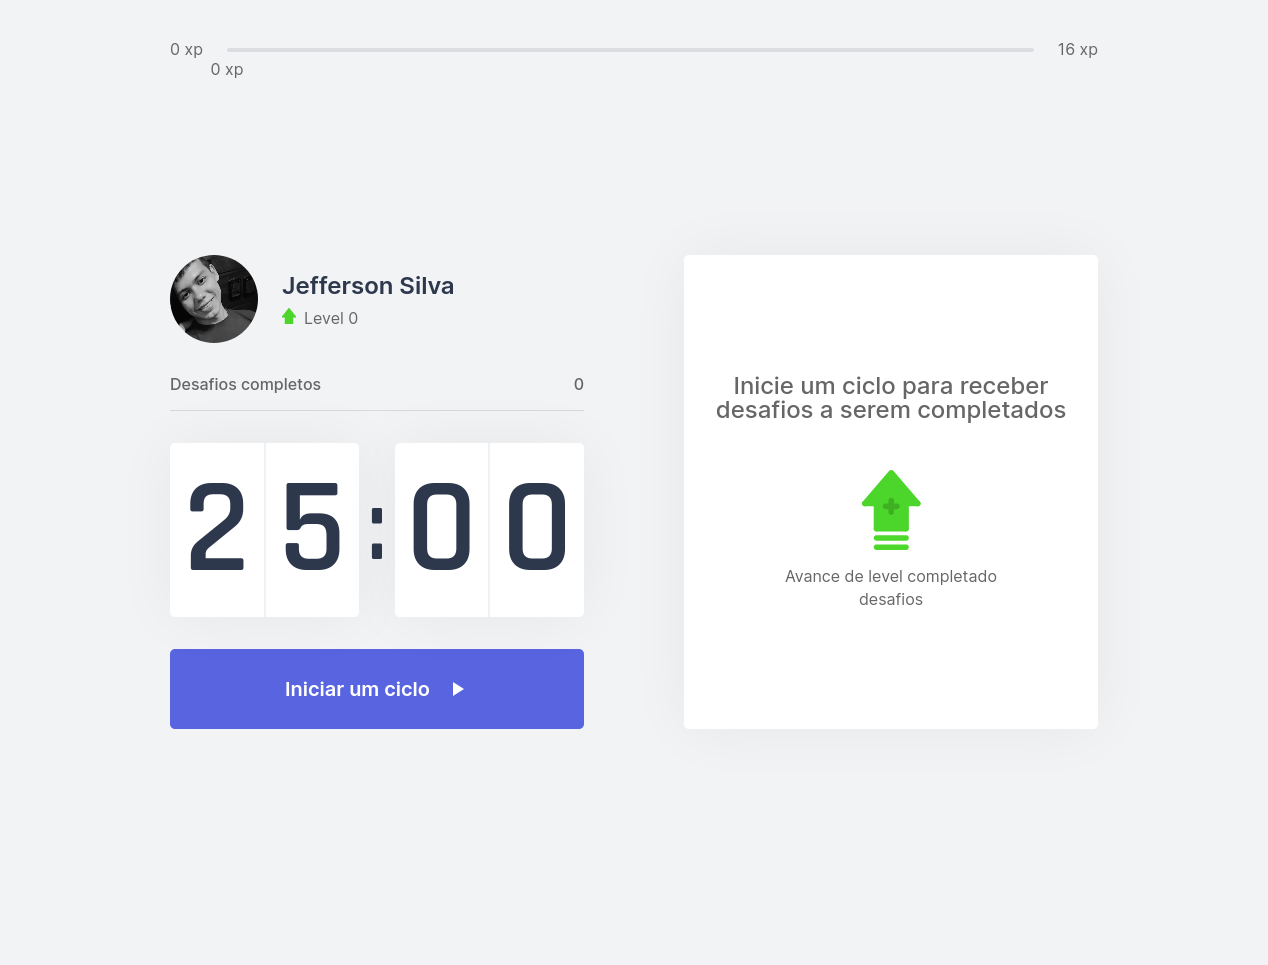 0 xp
16 xp
0 xp
Jefferson Silva
Level 0
Desafios completos
0
25:00
Iniciar um ciclo
Inicie um ciclo para receber
desafios a serem completados
Avance de level completado
desafios